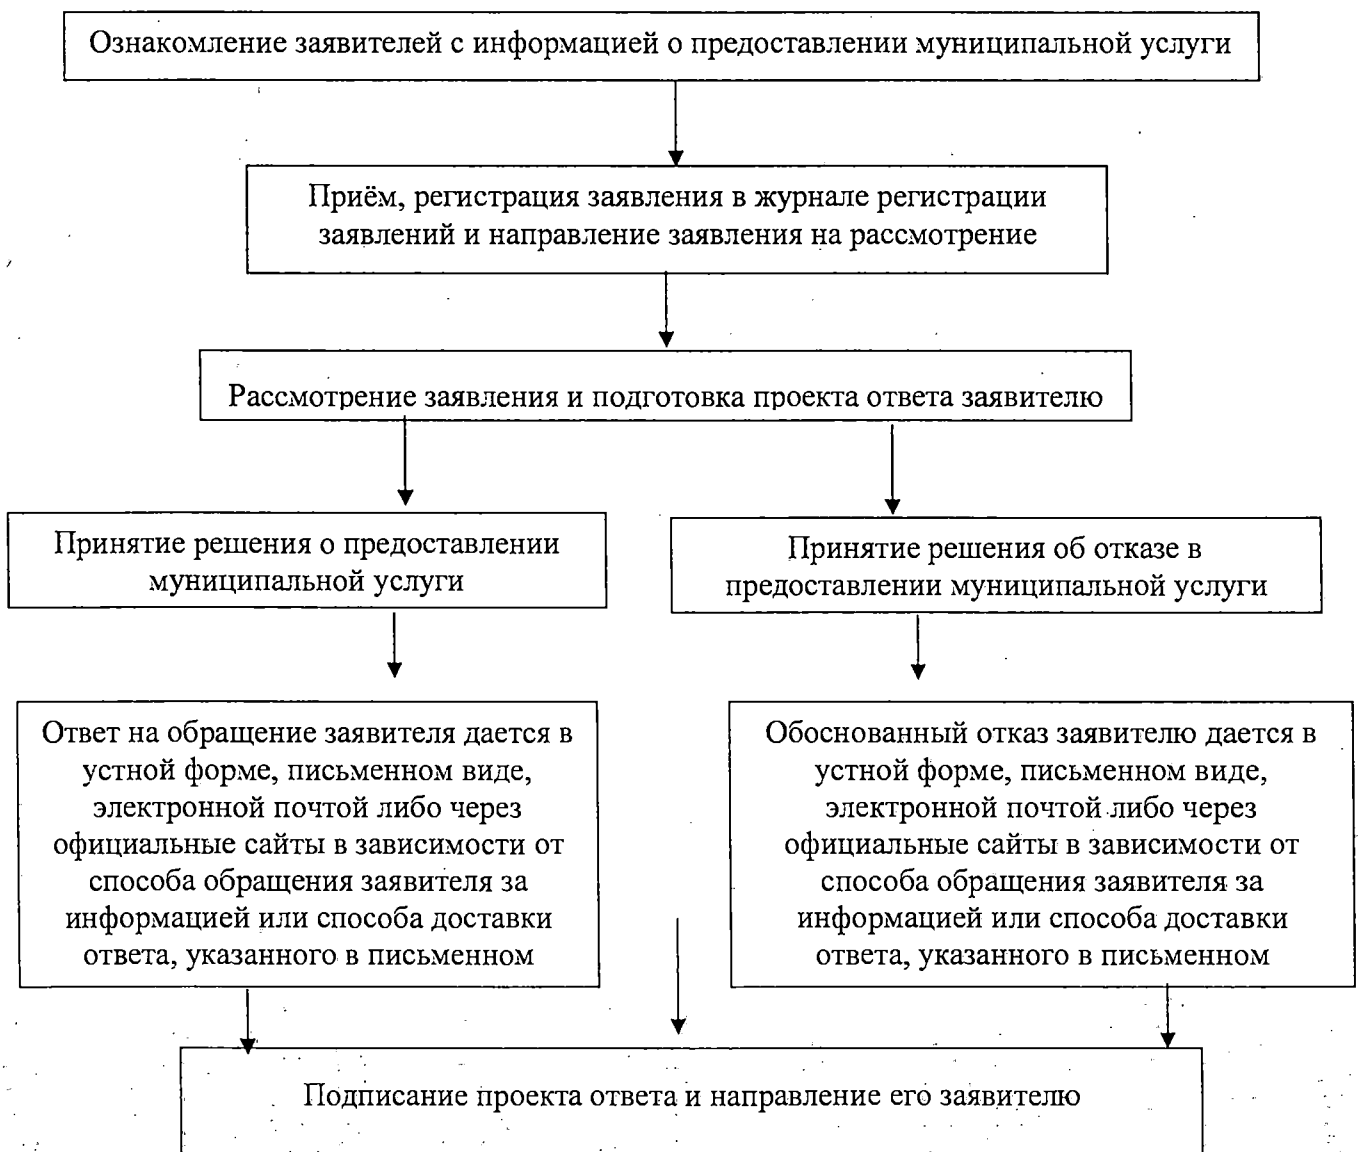 Ознакомление заявителей с информацией о предоставлении муниципальной услуги
Приём, регистрация заявления в журнале регистрации
заявлений и направление заявления на рассмотрение
Рассмотрение заявления и подготовка проекта ответа заявителю
Принятие решения о предоставлении
муниципальной услуги
Принятие решения об отказе в
предоставлении муниципальной услуги
Ответ на обращение заявителя дается в
устной форме, письменном виде,
электронной почтой либо через
официальные сайты в зависимости от
способа обращения заявителя за
информацией или способа доставки
ответа, указанного в письменном
Обоснованный отказ заявителю дается в
устной форме, письменном виде,
электронной почтой либо через
официальные сайты в зависимости от
способа обращения заявителя за
информацией или способа доставки
ответа, указанного в письменном
Подписание проекта ответа и направление его заявителю